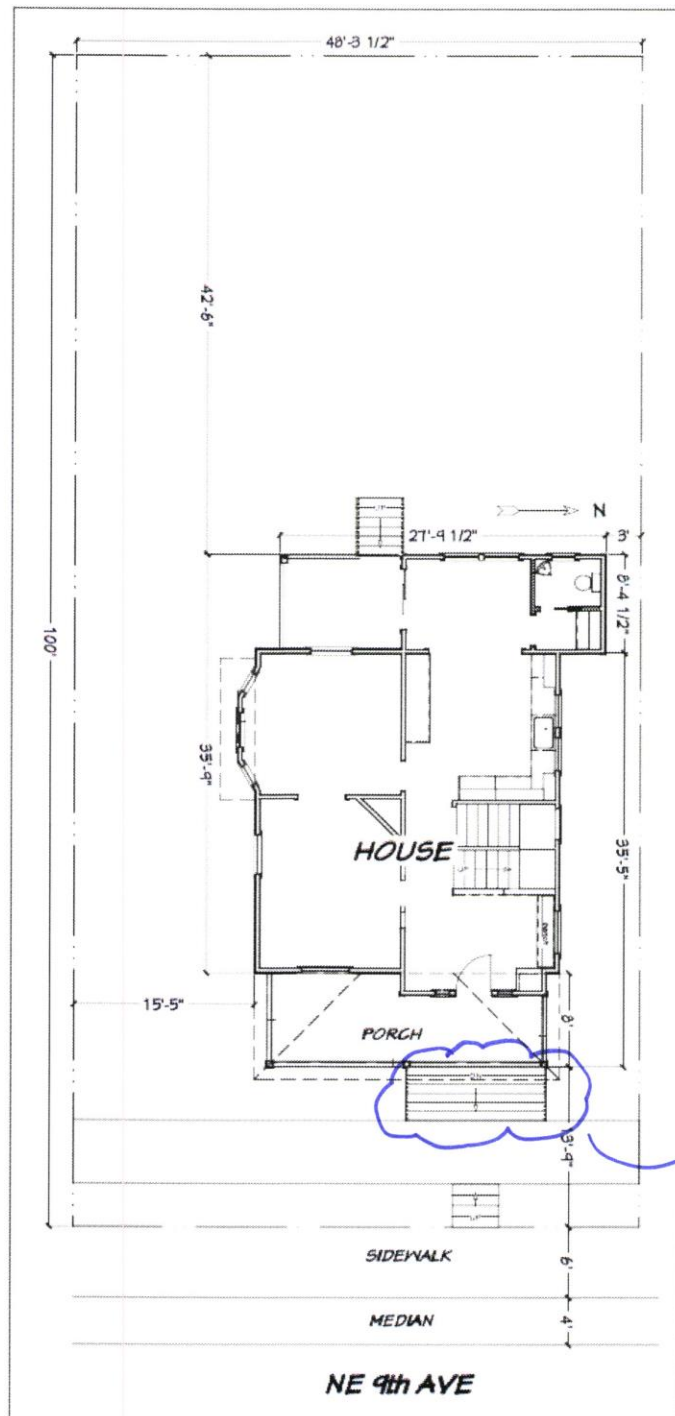 48'-3 1/2"
42'-6"
N
27'-9 1/2"
3'
8'-4 1/2"
100'
35'-9"
HOUSE
35'-5"
15'-5"
PORCH
8'
13'-9"
SIDEWALK
6'
MEDIAN
4'
NE 9th AVE